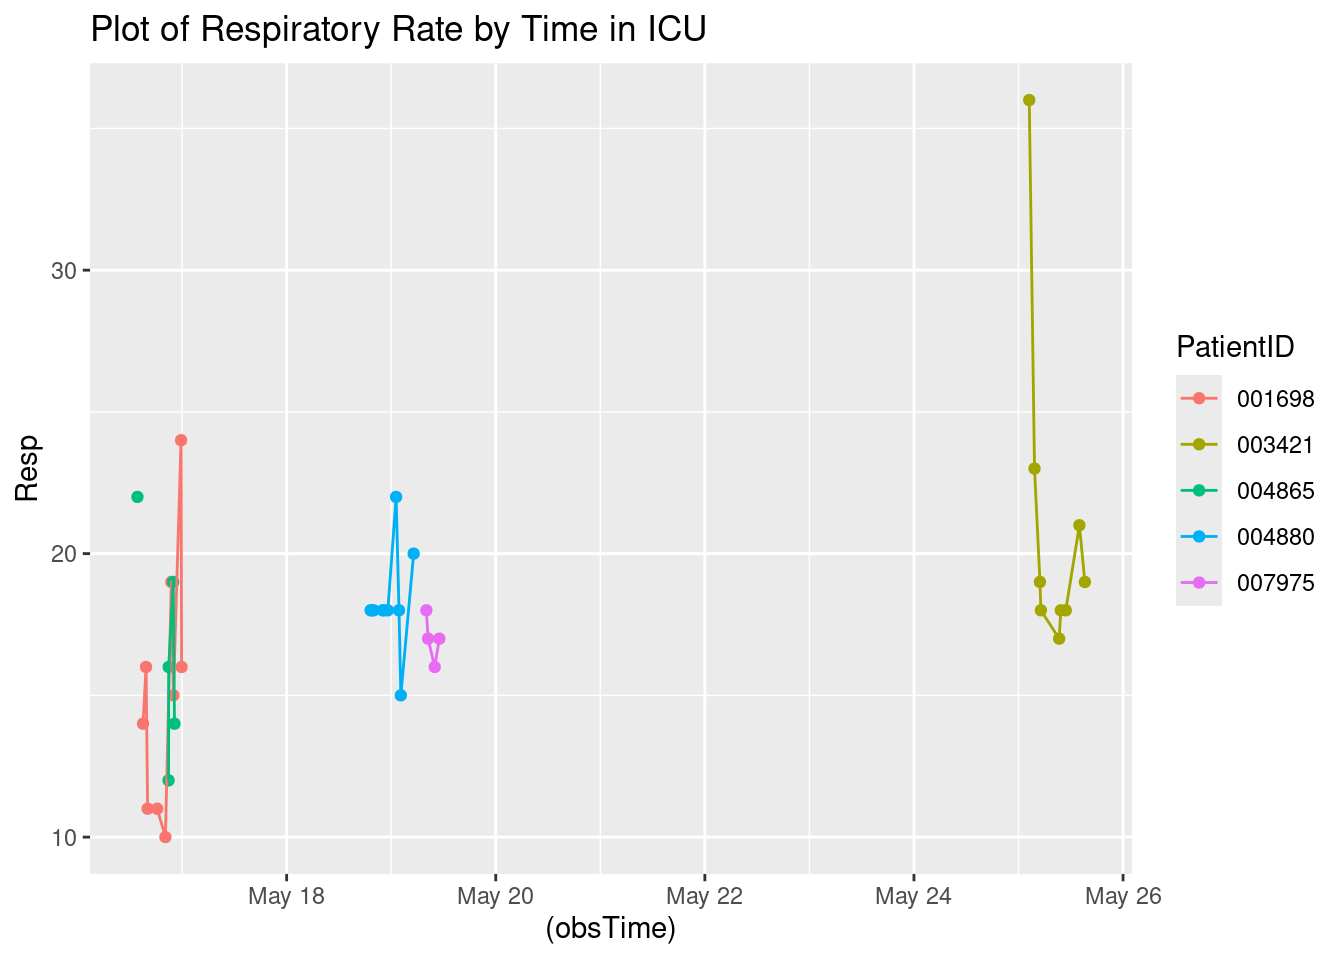 Plot of Respiratory Rate by Time in ICU
Resp
30
20
10
May 18
May 20
May 22
May 24
May 26
(obsTime)
PatientID
001698
003421
004865
004880
007975